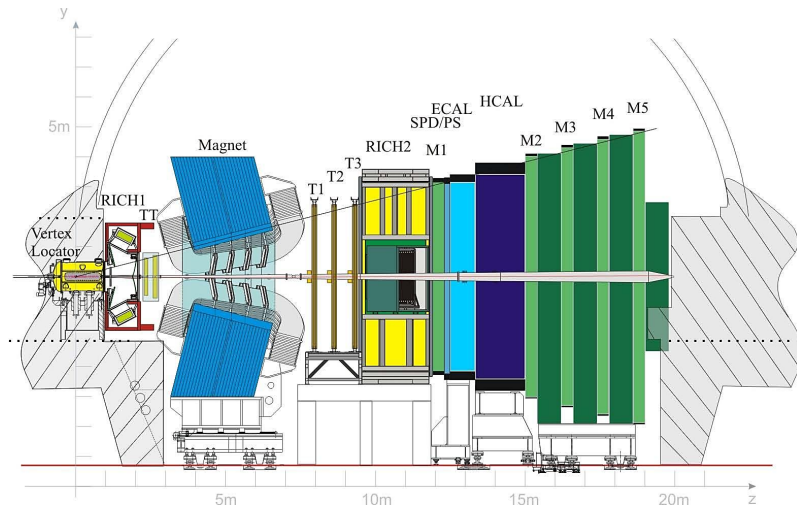 y
5m
Magnet
RICH1
TT
Vertex
Locator
T1
T2
T3
RICH2
M1
SPD/PS
ECAL
HCAL
M2
M3
M4
M5
5m
10m
15m
20m
z